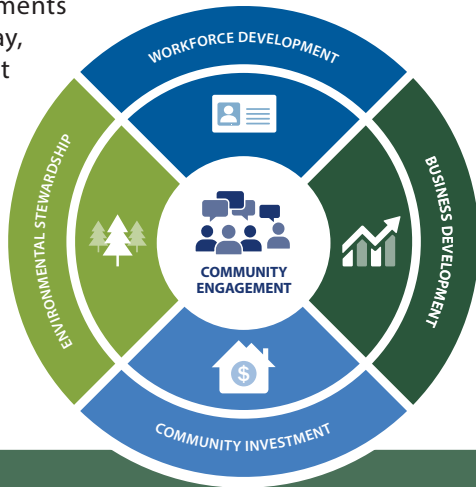 ments
ay,
t
WORKFORCE DEVELOPMENT
ENVIRONMENTAL STEWARDSHIP
BUSINESS DEVELOPMENT
COMMUNITY
ENGAGEMENT
$
COMMUNITY INVESTMENT